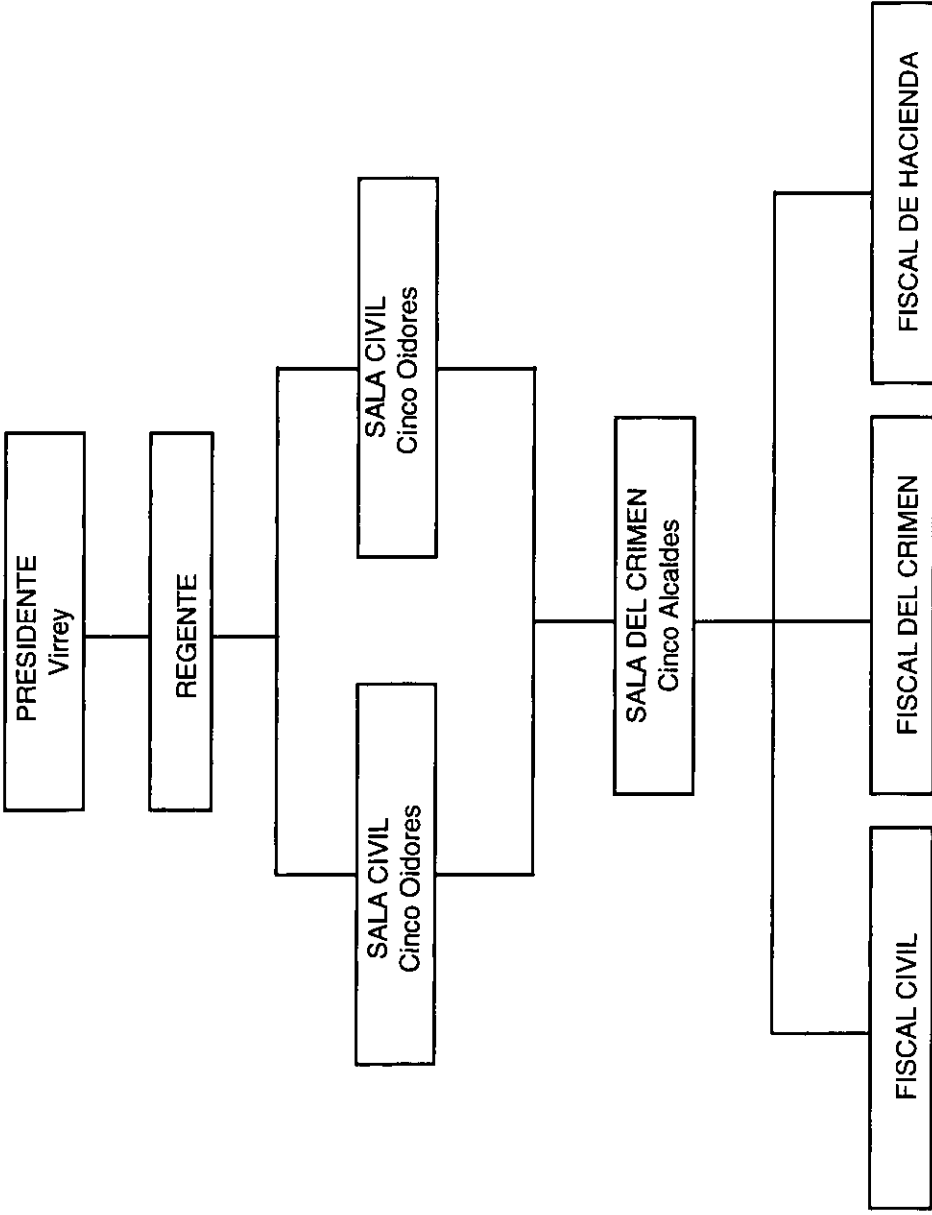 PRESIDENTE
Virrey
REGENTE
SALA CIVIL
Cinco Oidores
SALA CIVIL
Cinco Oidores
SALA DEL CRIMEN
Cinco Alcaldes
FISCAL CIVIL
FISCAL DEL CRIMEN
FISCAL DE HACIENDA